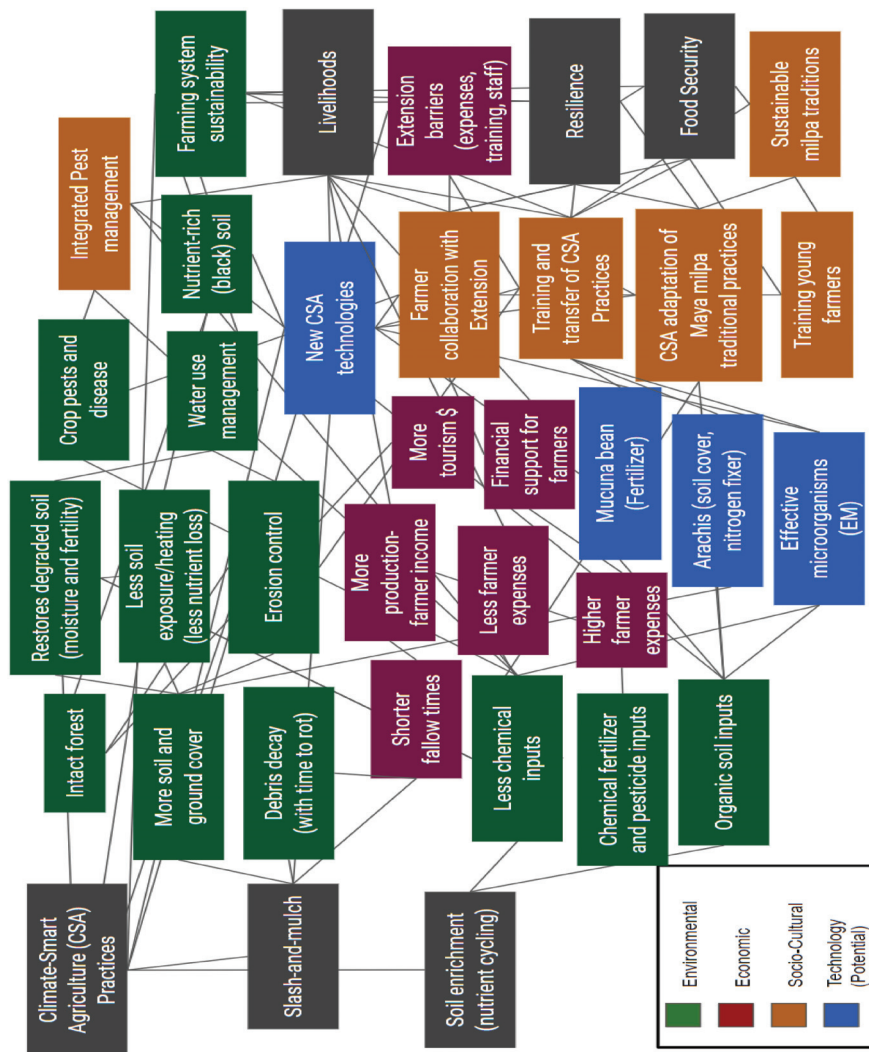 Climate-Smart
Agriculture (CSA)
Practices
Slash-and-mulch
Soil enrichment
(nutrient cycling)
Intact forest
More soil and
ground cover
Debris decay
(with time to rot)
Shorter
fallow times
Less chemical
inputs
Chemical fertilizer
and pesticide inputs
Organic soil inputs
Restores degraded soil
(moisture and fertility)
Less soil
exposure/heating
(less nutrient loss)
Erosion control
More
production-
farmer income
Less farmer
expenses
Higher
farmer
expenses
Crop pests and
disease
Water use
management
More
tourism $
Financial
support for
farmers
Mucuna bean
(Fertilizer)
Arachis (soil cover,
nitrogen fixer)
Effective
microorganisms
(EM)
Integrated Pest
management
Nutrient-rich
(black) soil
New CSA
technologies
Farmer
collaboration with
Extension
Training and
transfer of CSA
Practices
CSA adaptation of
Maya milpa
traditional practices
Training young
farmers
Farming system
sustainability
Livelihoods
Extension
barriers
(expenses,
training, staff)
Resilience
Food Security
Sustainable
milpa traditions
Environmental
Economic
Socio-Cultural
Technology
(Potential)